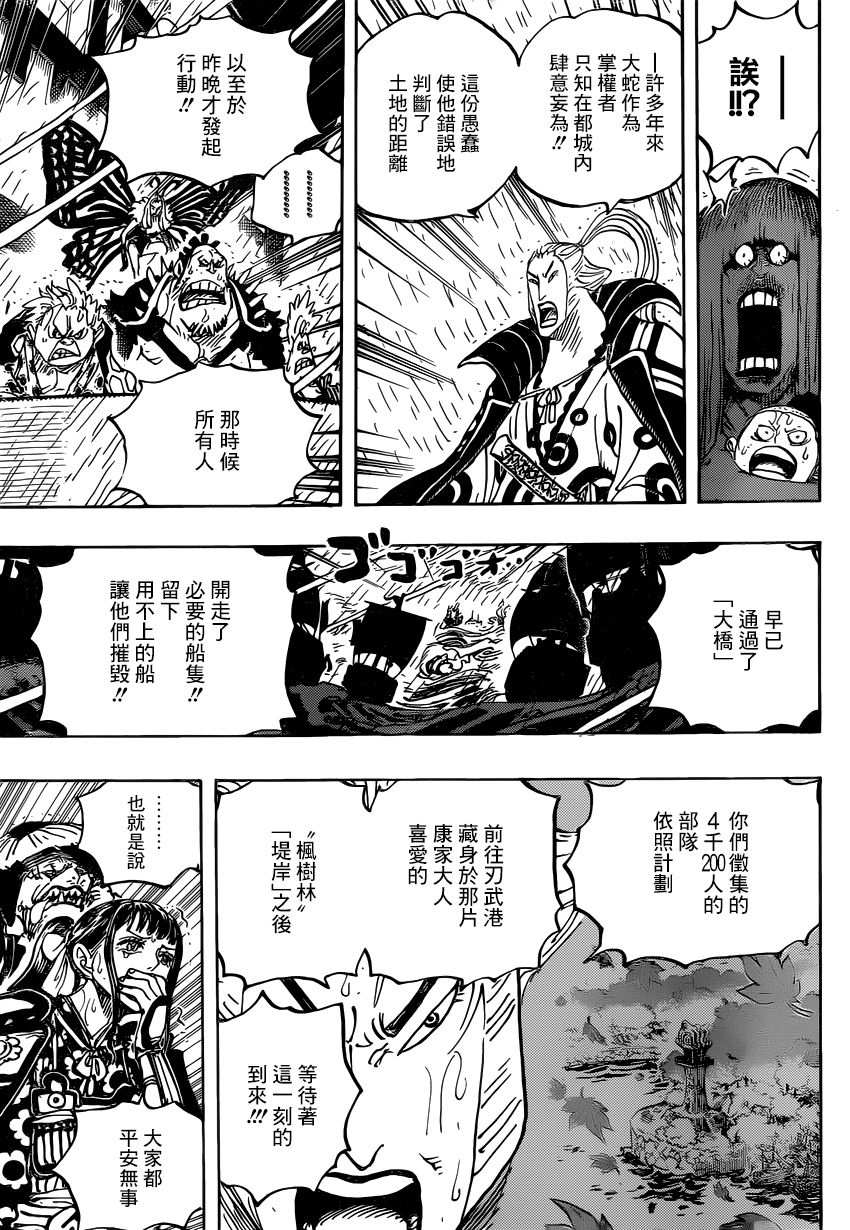 ——
誒!!?
—許多年來
大蛇作為
掌權者
只知在都城內
肆意妄為!!
這份愚蠢
使他錯誤地
判斷了
土地的距離
以至於
昨晚才發起
行動!!
………
………
那時候
所有人
早已
通過了
「大橋」
ゴゴゴゴオ…
開走了
必要的船隻!!
留下
用不上的船
讓他們摧毀!!
你們徵集的
4千200人的
部隊
依照計劃
前往刃武港
藏身於那片
康家大人
喜愛的
〝楓樹林〞
「堤岸」之後
等待著
這一刻的
到來!!!
………
也就是說
大家都
平安無事